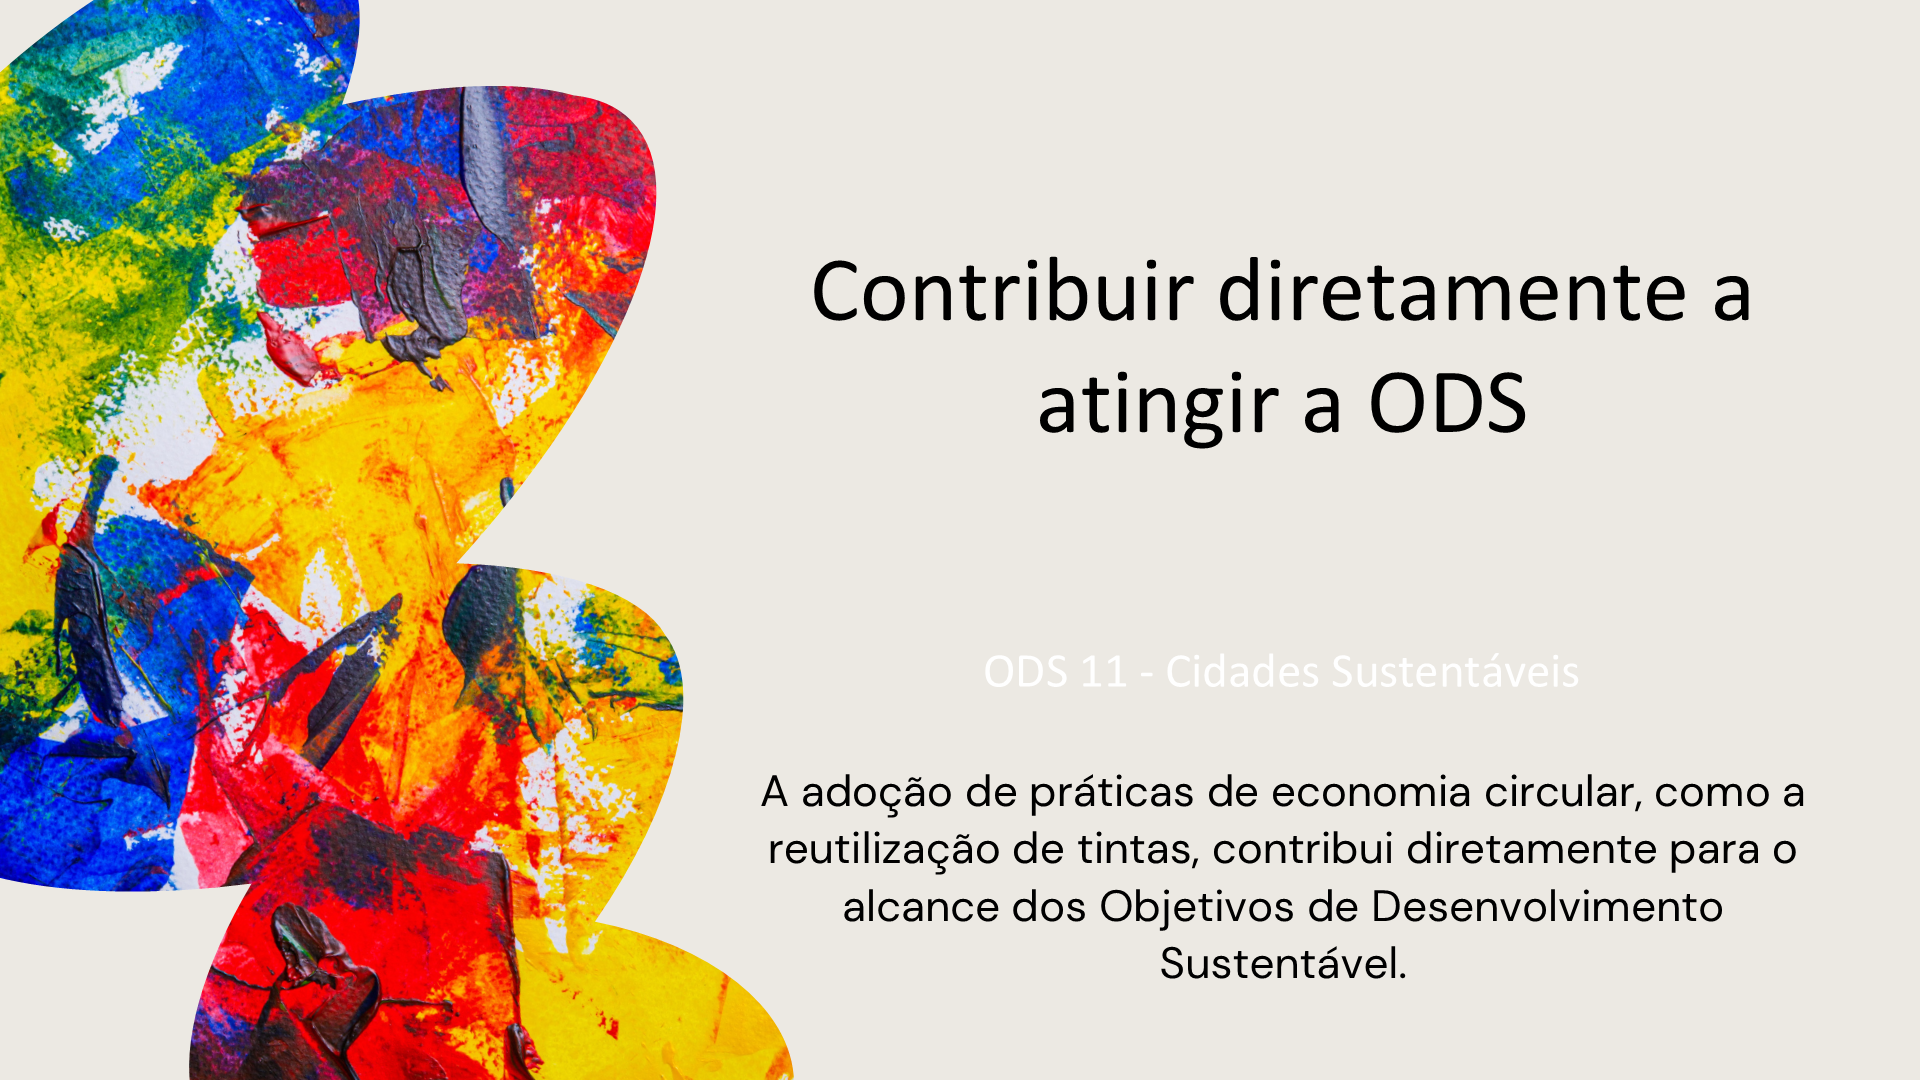 Contribuir diretamente a
atingir a ODS
ODS 11 - Cidades Sustentáveis
A adoção de práticas de economia circular, como a
reutilização de tintas, contribui diretamente para o
alcance dos Objetivos de Desenvolvimento
Sustentável.